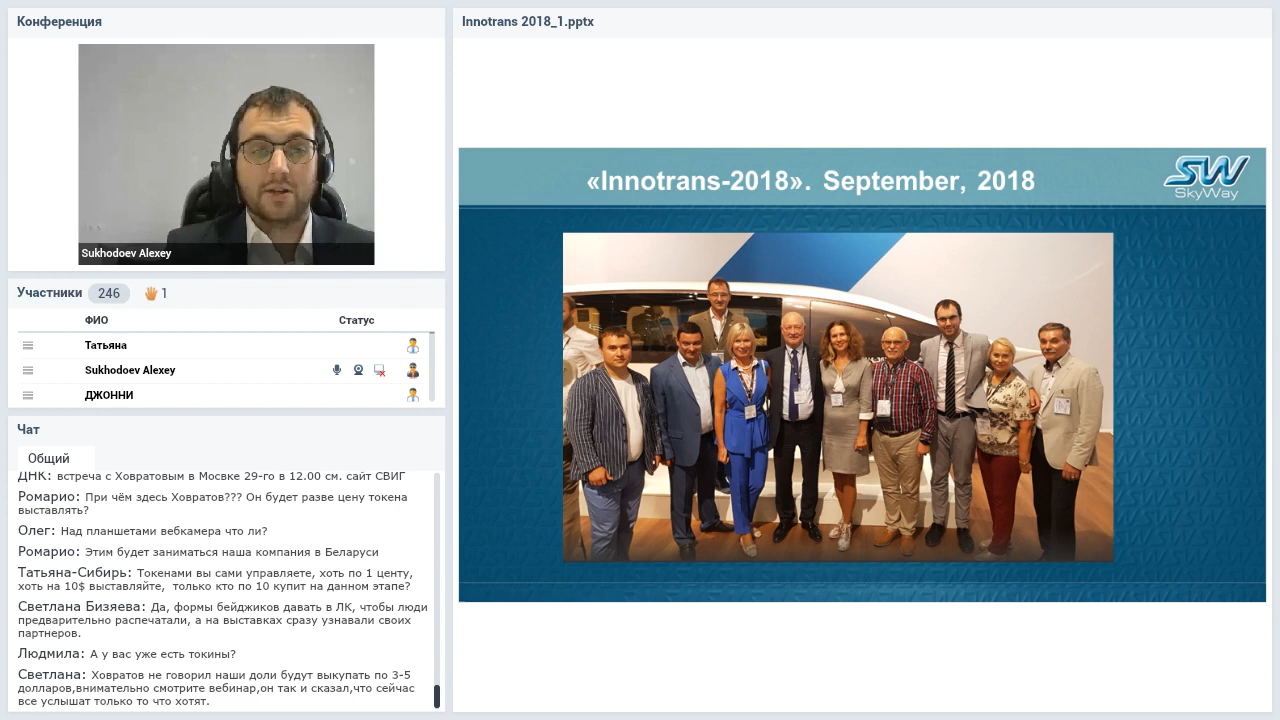 Конференция
Sukhodoev Alexey
Участники 246 1
ФИО Статус
Татьяна
Sukhodoev Alexey
ДЖОННИ
Чат
Общий
ДНК: встреча с Ховратовым в Мосвке 29-го в 12.00 см. сайт СВИГ
Ромарио: При чём здесь Ховратов??? Он будет разве цену токена
выставлять?
Олег: Над планшетами вебкамера что ли?
Ромарио: Этим будет заниматься наша компания в Беларуси
Татьяна-Сибирь: Токенами вы сами управляете, хоть по 1 центу,
хоть на 10$ выставляйте, только кто по 10 купит на данном этапе?
Светлана Бизяева: Да, формы бейджиков давать в ЛК, чтобы люди
предварительно распечатали, а на выставках сразу узнавали своих
партнеров.
Людмила: А у вас уже есть токины?
Светлана: Ховратов не говорил наши доли будут выкупать по 3-5
долларов,внимательно смотрите вебинар,он так и сказал,что сейчас
все услышат только то что хотят.
Innotrans 2018_1.pptx
«Innotrans-2018». September, 2018
SW
SkyWay